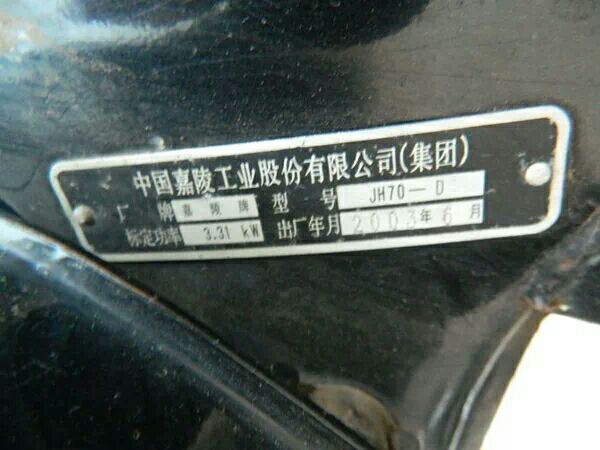 中国嘉陵工业股份有限公司(集团)
厂牌 嘉陵牌 型号 JH70—D
标定功率 3.31 kW 出厂年月 2003年6月